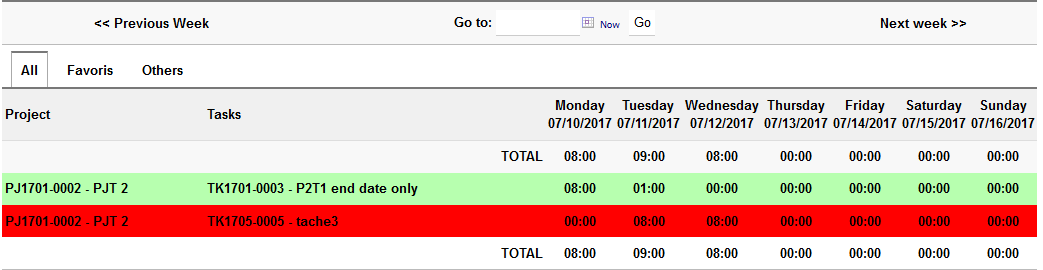 << Previous Week Go to: Now Go Next week >>
All Favoris Others
Project Tasks Monday 07/10/2017 Tuesday 07/11/2017 Wednesday 07/12/2017 Thursday 07/13/2017 Friday 07/14/2017 Saturday 07/15/2017 Sunday 07/16/2017
TOTAL 08:00 09:00 08:00 00:00 00:00 00:00 00:00
PJ1701-0002 - PJT 2 TK1701-0003 - P2T1 end date only 08:00 01:00 00:00 00:00 00:00 00:00 00:00
PJ1701-0002 - PJT 2 TK1705-0005 - tache3 00:00 08:00 08:00 00:00 00:00 00:00 00:00
TOTAL 08:00 09:00 08:00 00:00 00:00 00:00 00:00